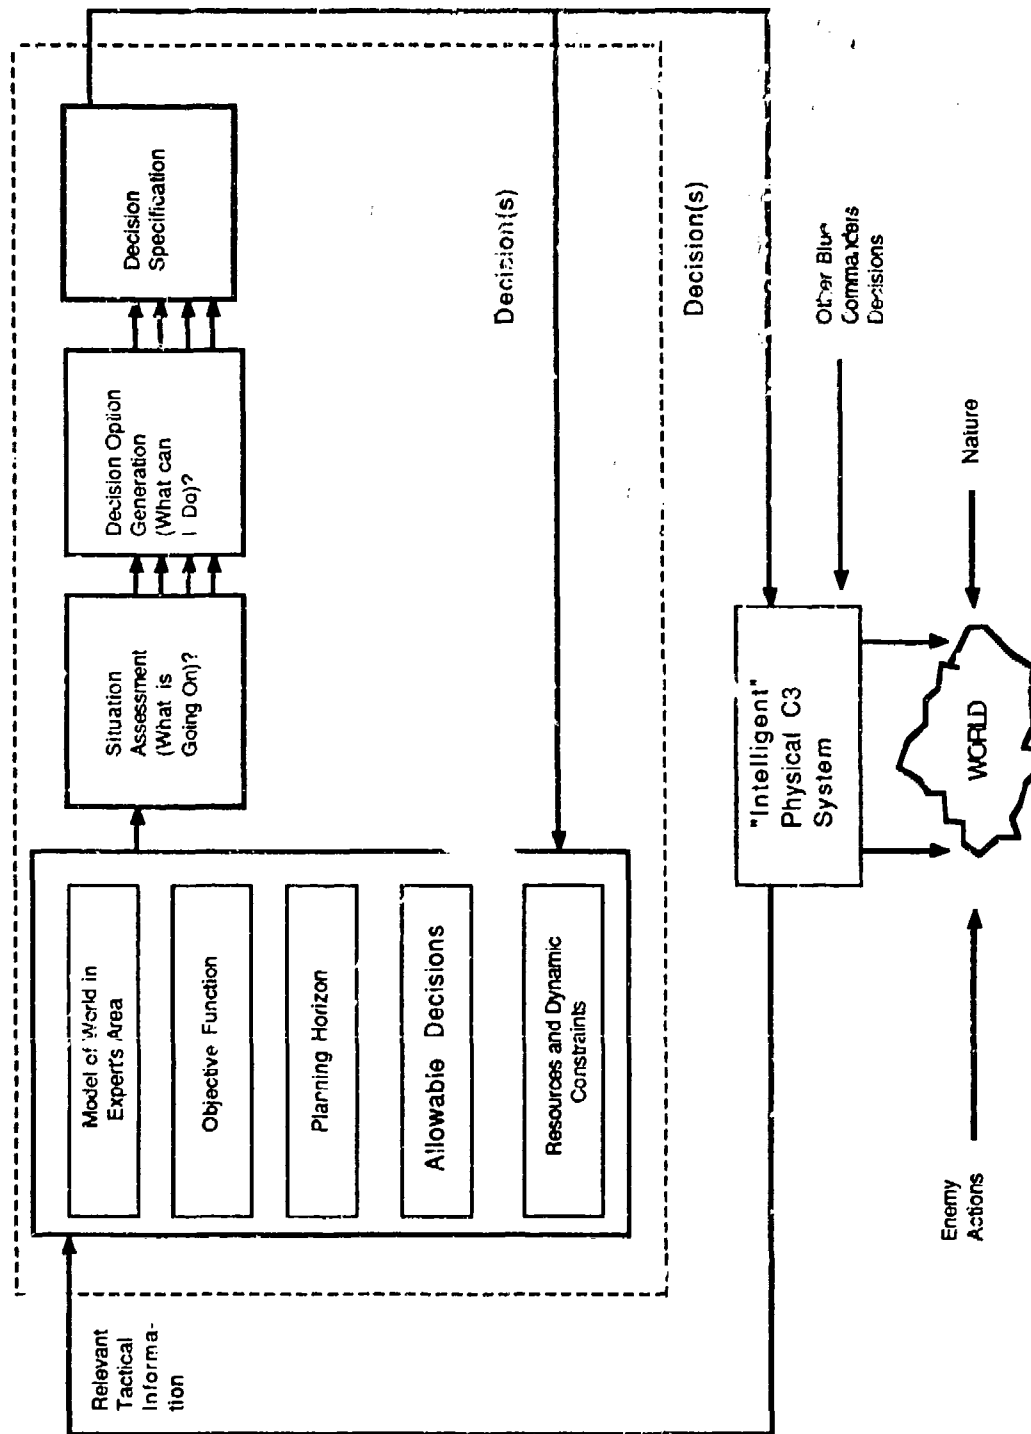 Relevant
Tactical
Informa-
tion
Model of World in
Expert's Area
Objective Function
Planning Horizon
Allowable Decisions
Resources and Dynamic
Constraints
Situation
Assessment
(What is
Going On)?
Decision Option
Generation
(What can
I Do)?
Decision
Specification
Decision(s)
Decision(s)
"Intelligent"
Physical C3
System
Other Blue
Commanders
Decisions
Enemy
Actions
WORLD
Nature